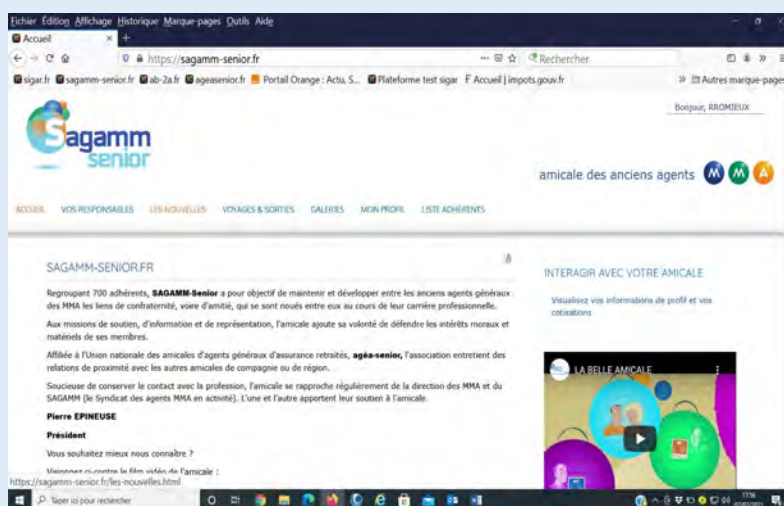 Fichier Édition Affichage Historique Marque-pages Outils Aide
Accueil × +
https://sagamm-senior.fr
Rechercher
sigar.fr sagamm-senior.fr ab-2a.fr ageasenior.fr Portail Orange : Actu, S... Plateforme test sigar Accueil | impots.gouv.fr » Autres marque-pages
Bonjour, RROMIEUX
Sagamm
senior
amicale des anciens agents M M A
ACCUEIL VOS RESPONSABLES LES NOUVELLES VOYAGES & SORTIES GALERIES MON PROFIL LISTE ADHÉRENTS
SAGAMM-SENIOR.FR
Regroupant 700 adhérents, SAGAMM-Senior a pour objectif de maintenir et développer entre les anciens agents généraux
des MMA les liens de confraternité, voire d'amitié, qui se sont noués entre eux au cours de leur carrière professionnelle.
Aux missions de soutien, d'information et de représentation, l'amicale ajoute sa volonté de défendre les intérêts moraux et
matériels de ses membres.
Affiliée à l'Union nationale des amicales d'agents généraux d'assurance retraités, agéa-senior, l'association entretient des
relations de proximité avec les autres amicales de compagnie ou de région.
Soucieuse de conserver le contact avec la profession, l'amicale se rapproche régulièrement de la direction des MMA et du
SAGAMM (le Syndicat des agents MMA en activité). L'une et l'autre apportent leur soutien à l'amicale.
Pierre EPINEUSE
Président
Vous souhaitez mieux nous connaître ?
Visionnez ci-contre le film vidéo de l'amicale :
INTERAGIR AVEC VOTRE AMICALE
Visualisez vos informations de profil et vos
cotisations
LA BELLE AMICALE
https://sagamm-senior.fr/les-nouvelles.html
Taper ici pour rechercher